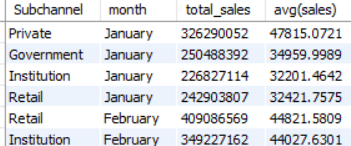 Subchannel month total_sales avg(sales)
Private January 326290052 47815.0721
Government January 250488392 34959.9989
Institution January 226827114 32201.4642
Retail January 242903807 32421.7575
Retail February 409086569 44821.5809
Institution February 349227162 44027.6301